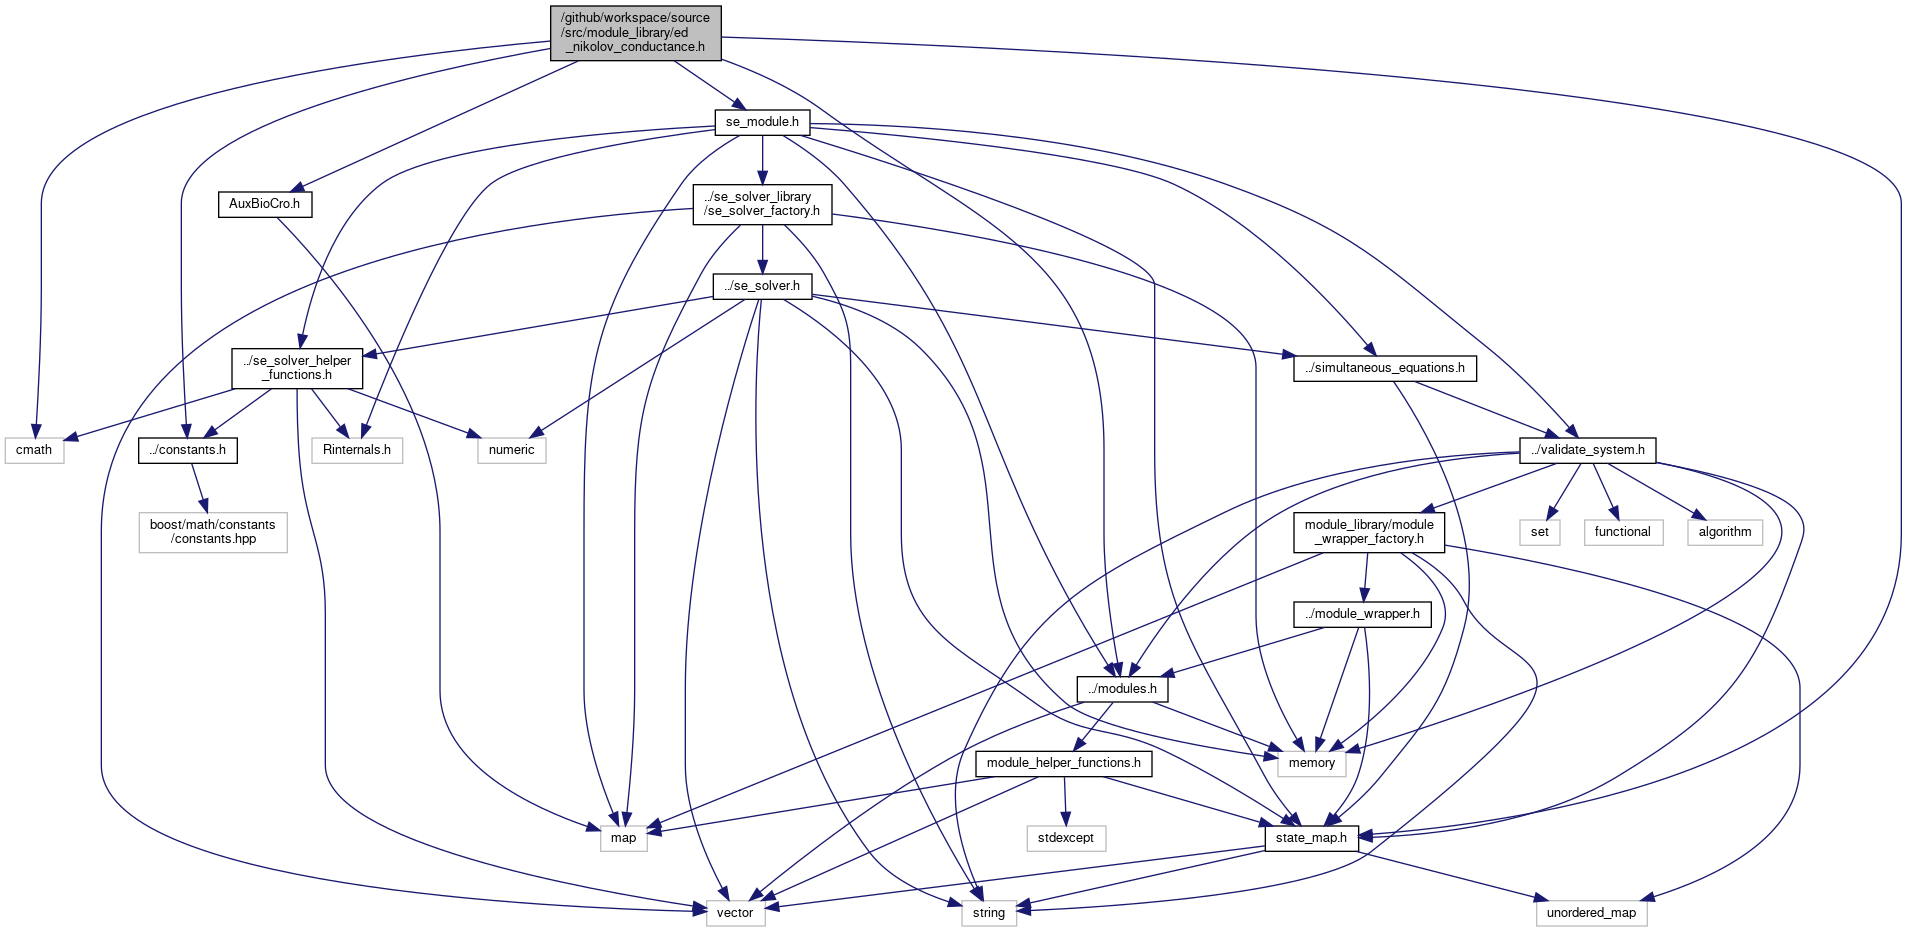 /github/workspace/source
/src/module_library/ed
_nikolov_conductance.h
se_module.h
AuxBioCro.h
../se_solver_library
/se_solver_factory.h
../se_solver.h
../se_solver_helper
_functions.h
../simultaneous_equations.h
cmath
../constants.h
Rinternals.h
numeric
../validate_system.h
boost/math/constants
/constants.hpp
module_library/module
_wrapper_factory.h
set
functional
algorithm
../module_wrapper.h
../modules.h
module_helper_functions.h
memory
map
stdexcept
state_map.h
vector
string
unordered_map